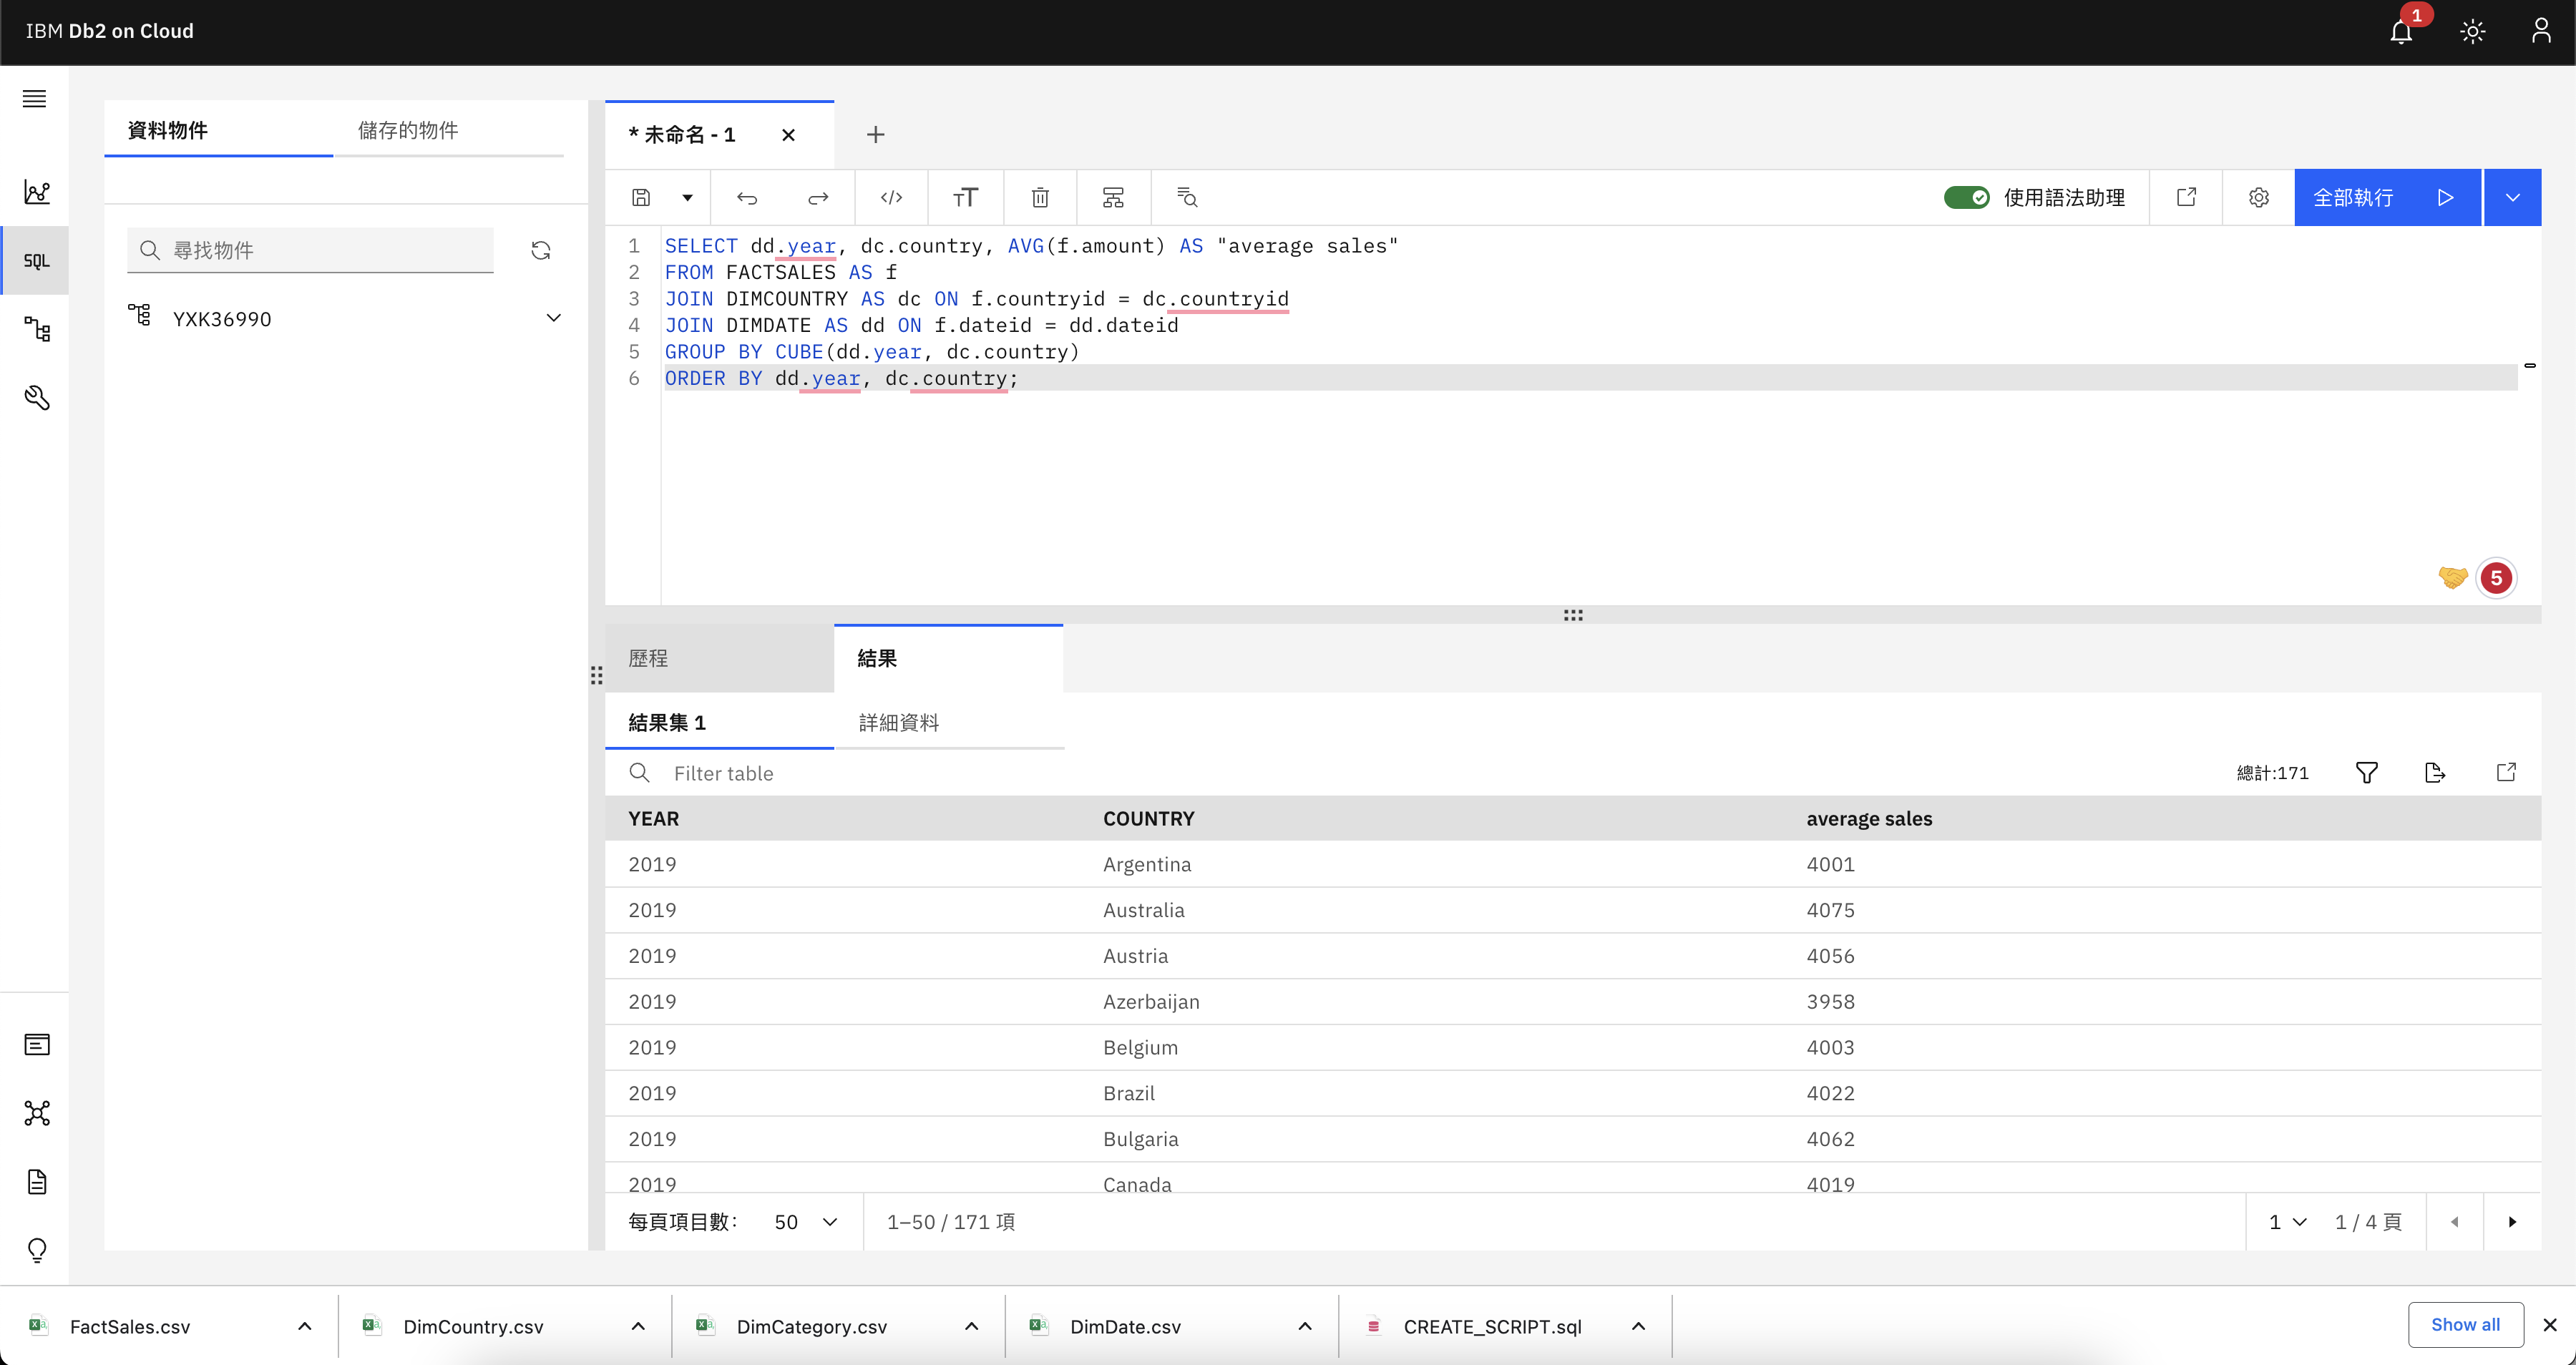 IBM Db2 on Cloud
1
資料物件
儲存的物件
* 未命名 - 1
使用語法助理
全部執行
尋找物件
SQL
YXK36990
1 SELECT dd.year, dc.country, AVG(f.amount) AS "average sales"
2 FROM FACTSALES AS f
3 JOIN DIMCOUNTRY AS dc ON f.countryid = dc.countryid
4 JOIN DIMDATE AS dd ON f.dateid = dd.dateid
5 GROUP BY CUBE(dd.year, dc.country)
6 ORDER BY dd.year, dc.country;
5
歷程
結果
結果集 1
詳細資料
Filter table
總計:171
YEAR COUNTRY average sales
2019 Argentina 4001
2019 Australia 4075
2019 Austria 4056
2019 Azerbaijan 3958
2019 Belgium 4003
2019 Brazil 4022
2019 Bulgaria 4062
2019 Canada 4019
每頁項目數: 50 1–50 / 171 項 1 1 / 4 頁
FactSales.csv DimCountry.csv DimCategory.csv DimDate.csv CREATE_SCRIPT.sql Show all